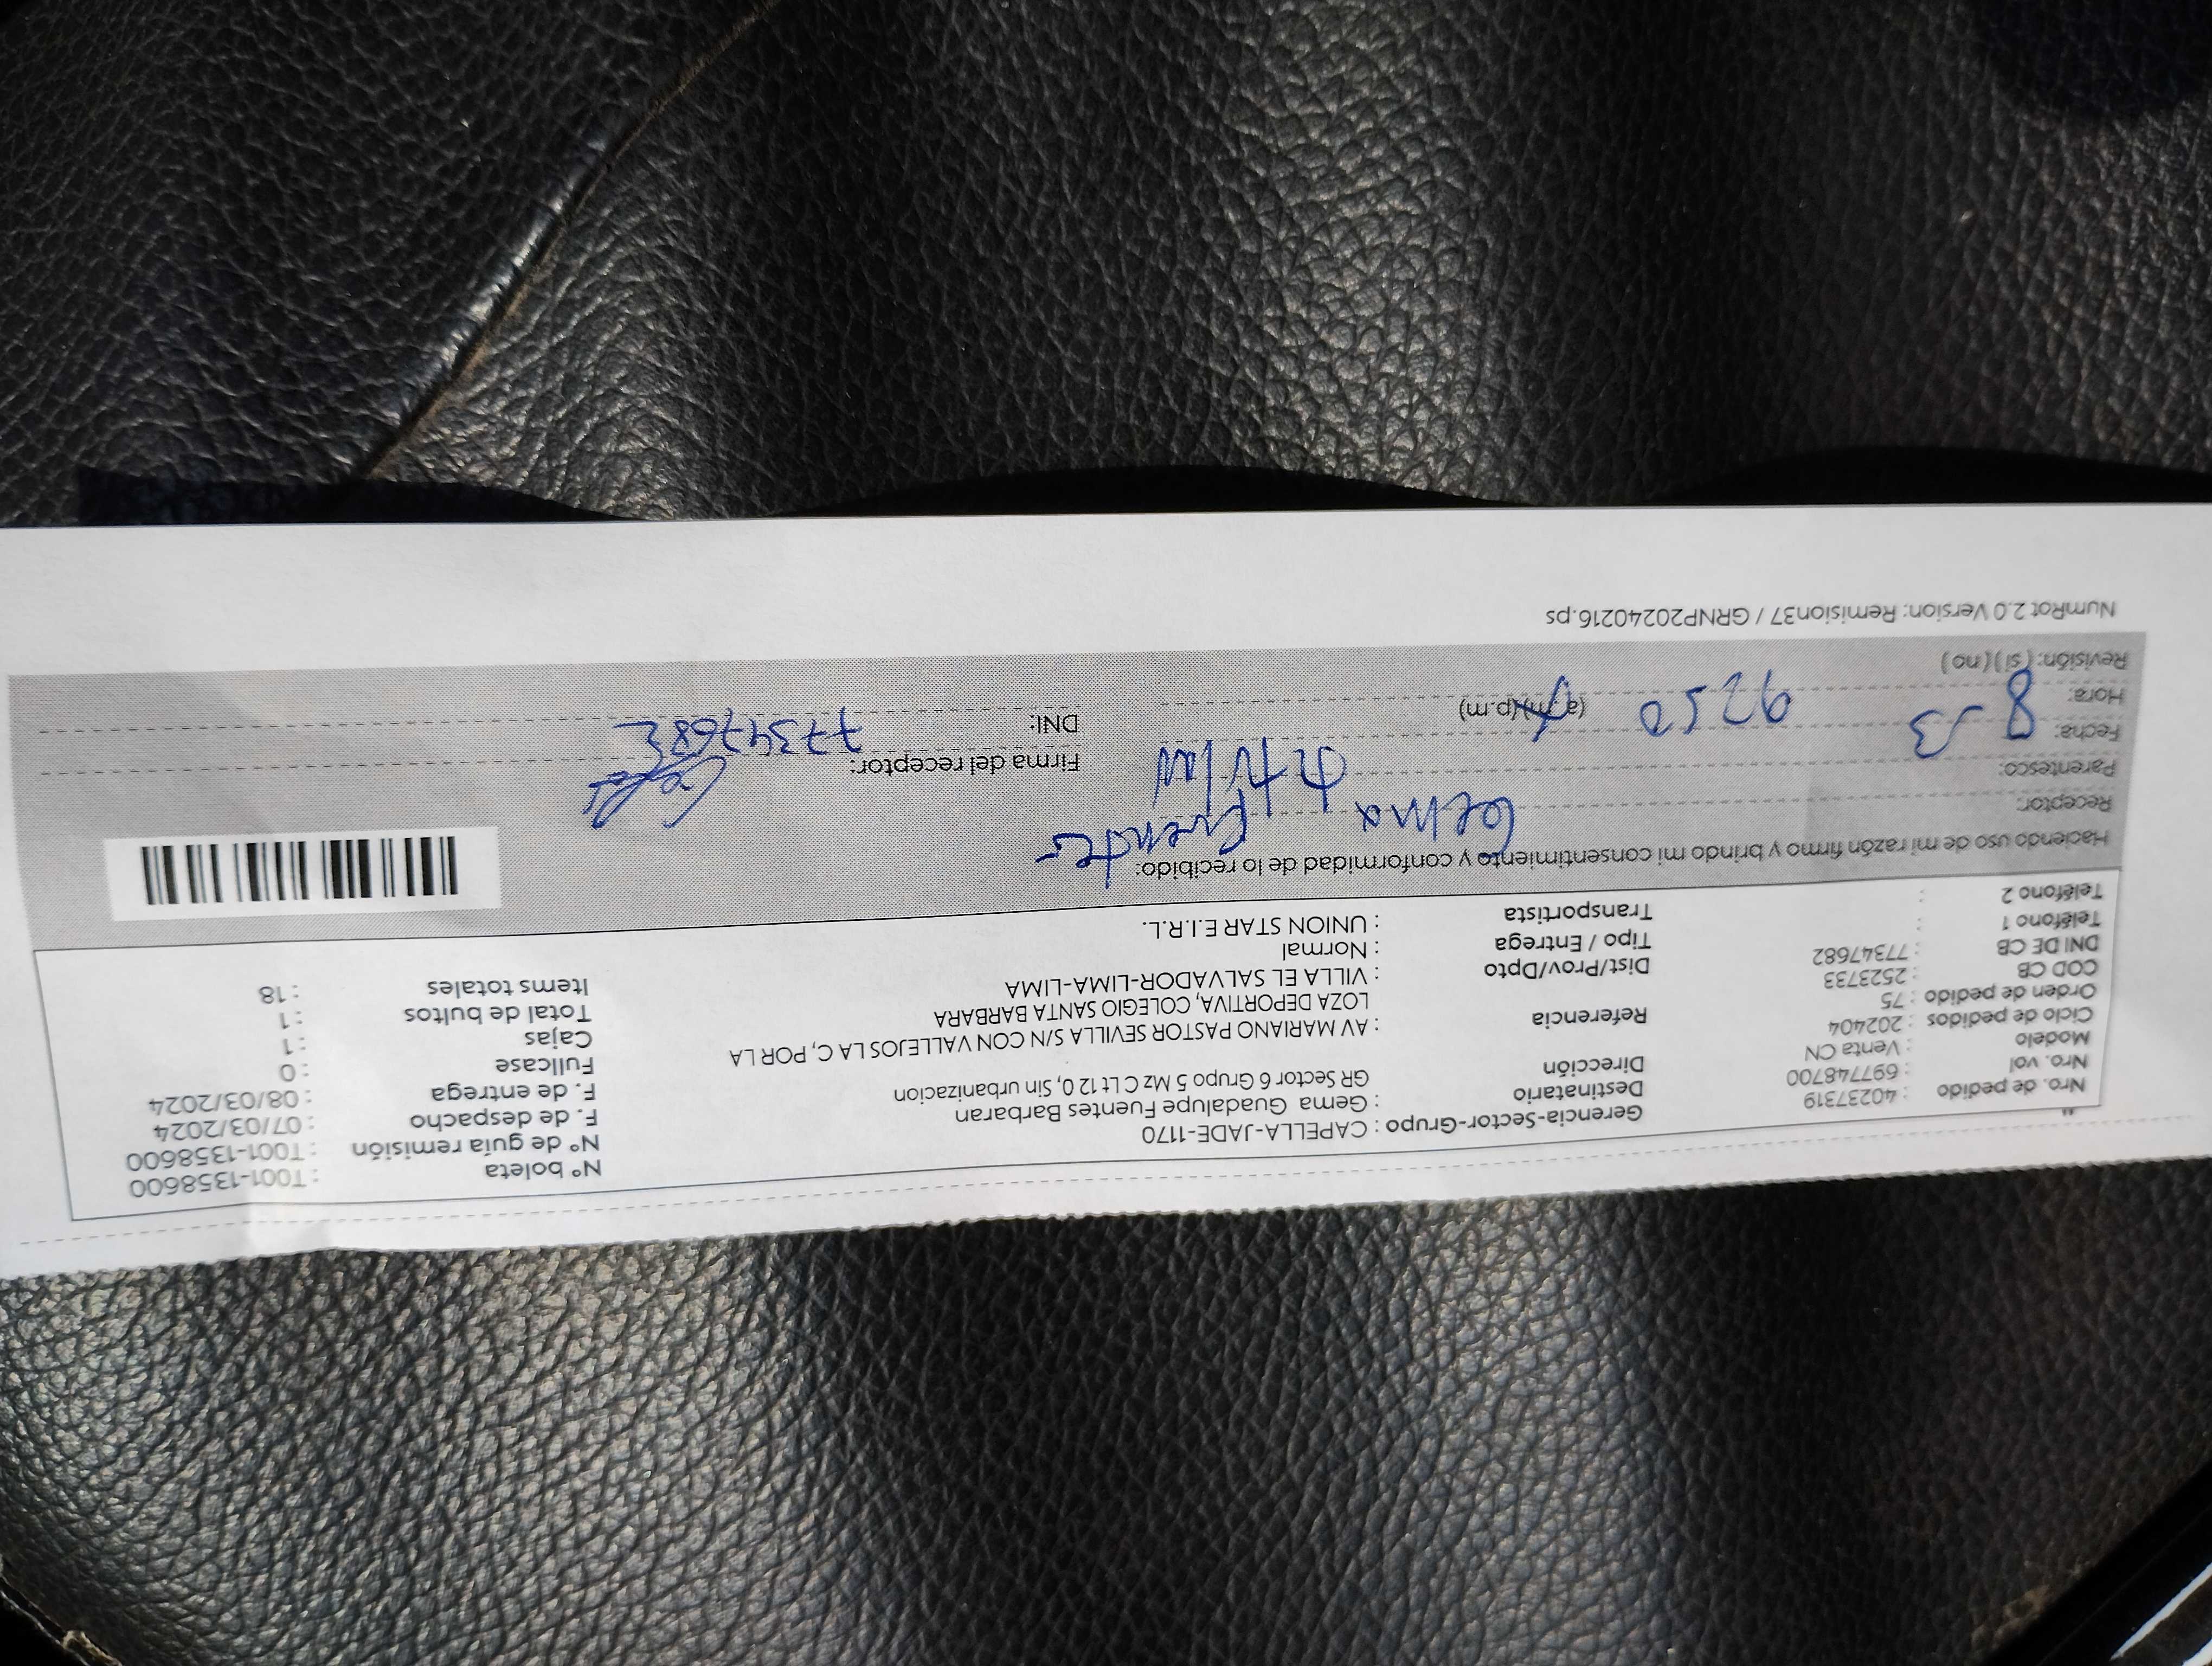 Nro. de pedido : 40237319
Nro. vol : 697748700
Modelo : Venta CN
Ciclo de pedidos : 202404
Orden de pedido : 75
COD CB : 2523733
DNI DE CB : 77347682
Teléfono 1 :
Teléfono 2 :
Gerencia-Sector-Grupo : CAPELLA-JADE-1170
Destinatario : Gema Guadalupe Fuentes Barbaran
Dirección GR Sector 6 Grupo 5 Mz C Lt 12 0, Sin urbanizacion
Referencia : AV MARIANO PASTOR SEVILLA S/N CON VALLEJOS LA C, POR LA
LOZA DEPORTIVA, COLEGIO SANTA BARBARA
Dist/Prov/Dpto : VILLA EL SALVADOR-LIMA-LIMA
Tipo / Entrega : Normal
Transportista : UNION STAR E.I.R.L.
N° boleta : T001-1358600
N° de guía remisión : T001-1358600
F. de despacho : 07/03/2024
F. de entrega : 08/03/2024
Fullcase : 0
Cajas : 1
Total de bultos : 1
Items totales : 18
Haciendo uso de mi razón firmo y brindo mi consentimiento y conformidad de lo recibido:
Receptor: Gema Fuentes
Parentesco: titular
Fecha: 8-3
Hora: 9250 (a.m)(p.m)
Revisión: (si) (no)
Firma del receptor:
DNI: 77347682
NumRot 2.0 Version: Remision37 / GRNP20240216.ps